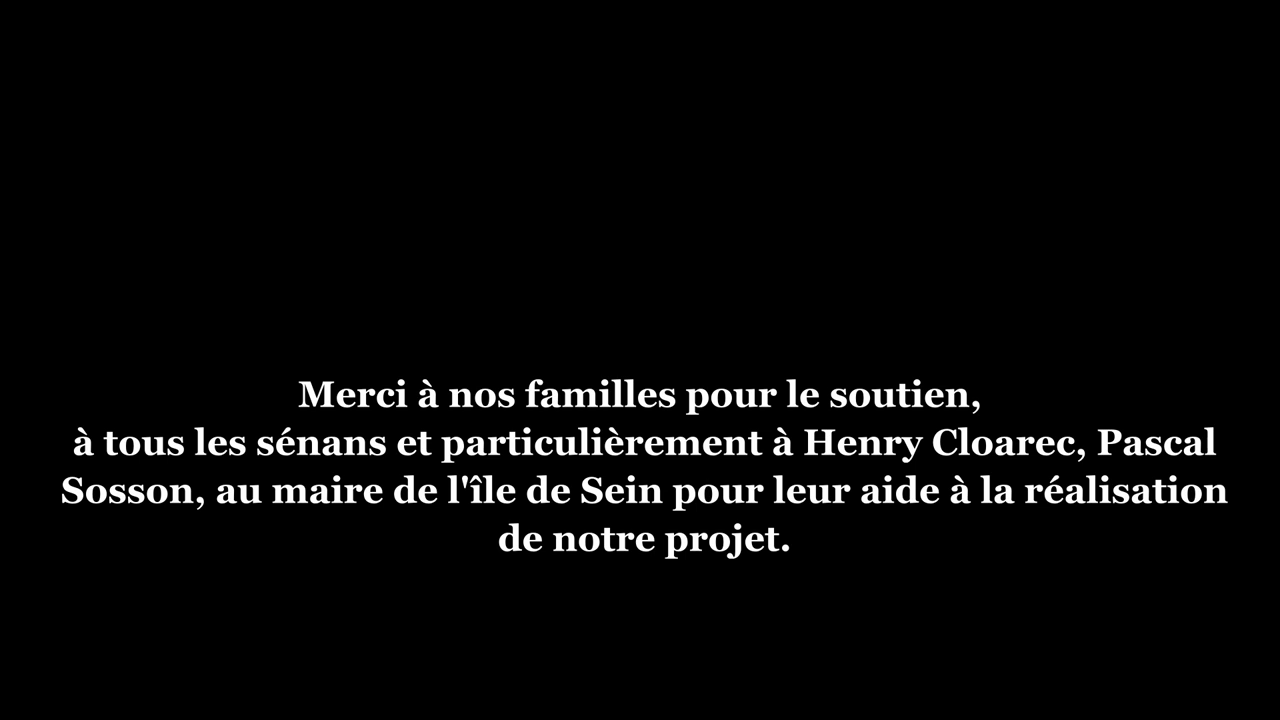 Merci à nos familles pour le soutien,
à tous les sénans et particulièrement à Henry Cloarec, Pascal
Sosson, au maire de l'île de Sein pour leur aide à la réalisation
de notre projet.